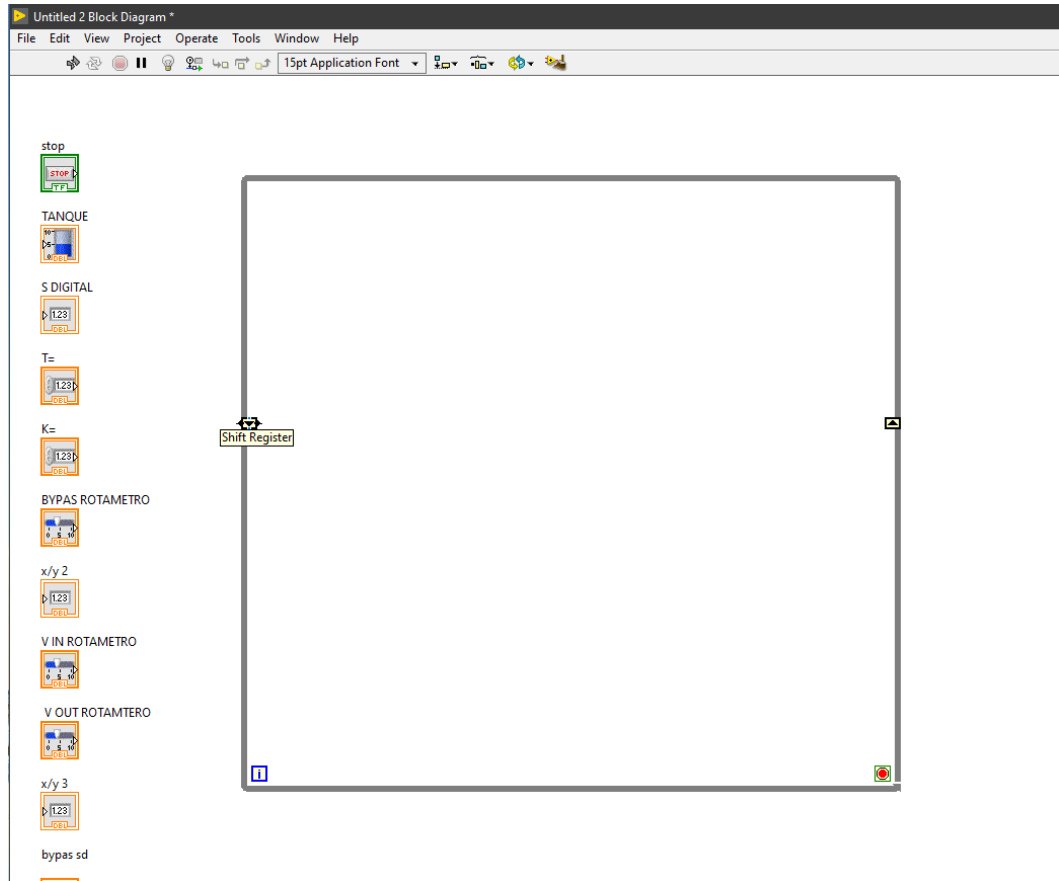 Untitled 2 Block Diagram *
File Edit View Project Operate Tools Window Help
15pt Application Font
stop
STOP
TF
TANQUE
10
5
0
DBL
S DIGITAL
1.23
DBL
T=
1.23
DBL
K=
1.23
DBL
Shift Register
BYPAS ROTAMETRO
0 5 10
DBL
x/y 2
1.23
DBL
V IN ROTAMETRO
0 5 10
DBL
V OUT ROTAMTERO
0 5 10
DBL
i
x/y 3
1.23
DBL
bypas sd